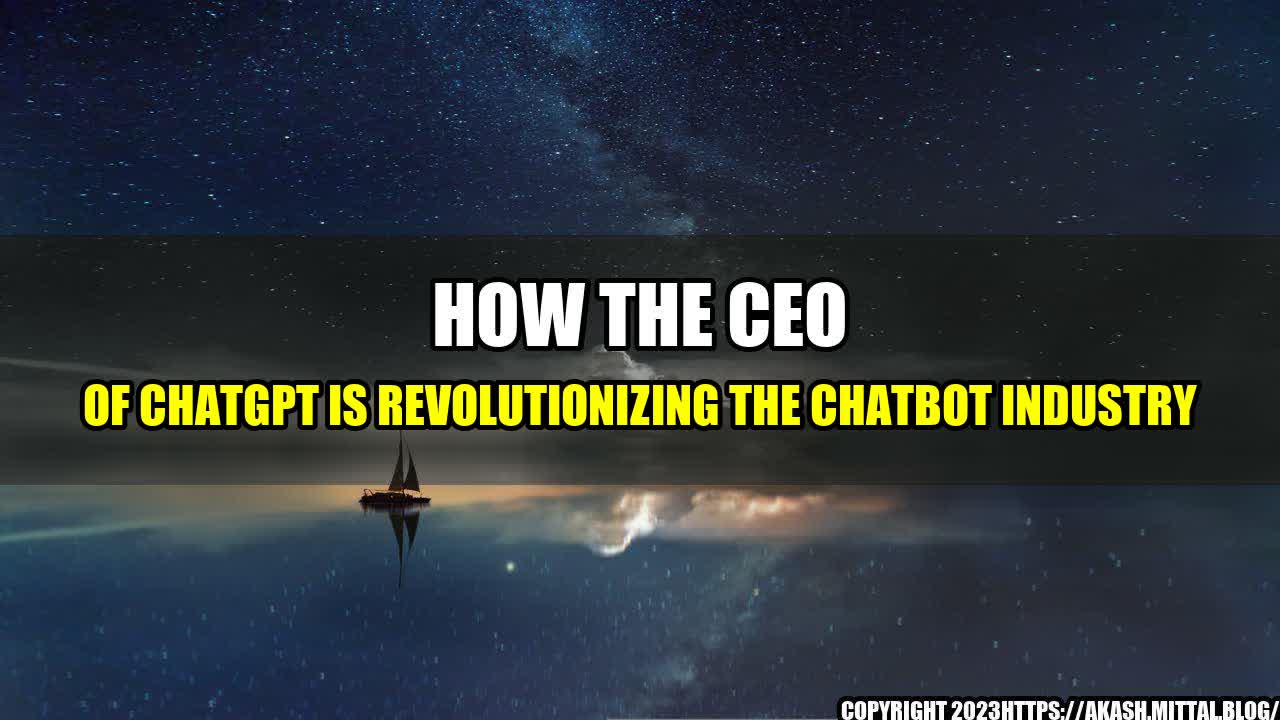 HOW THE CEO
OF CHATGPT IS REVOLUTIONIZING THE CHATBOT INDUSTRY
COPYRIGHT 2023HTTPS://AKASH.MITTAL.BLOG/